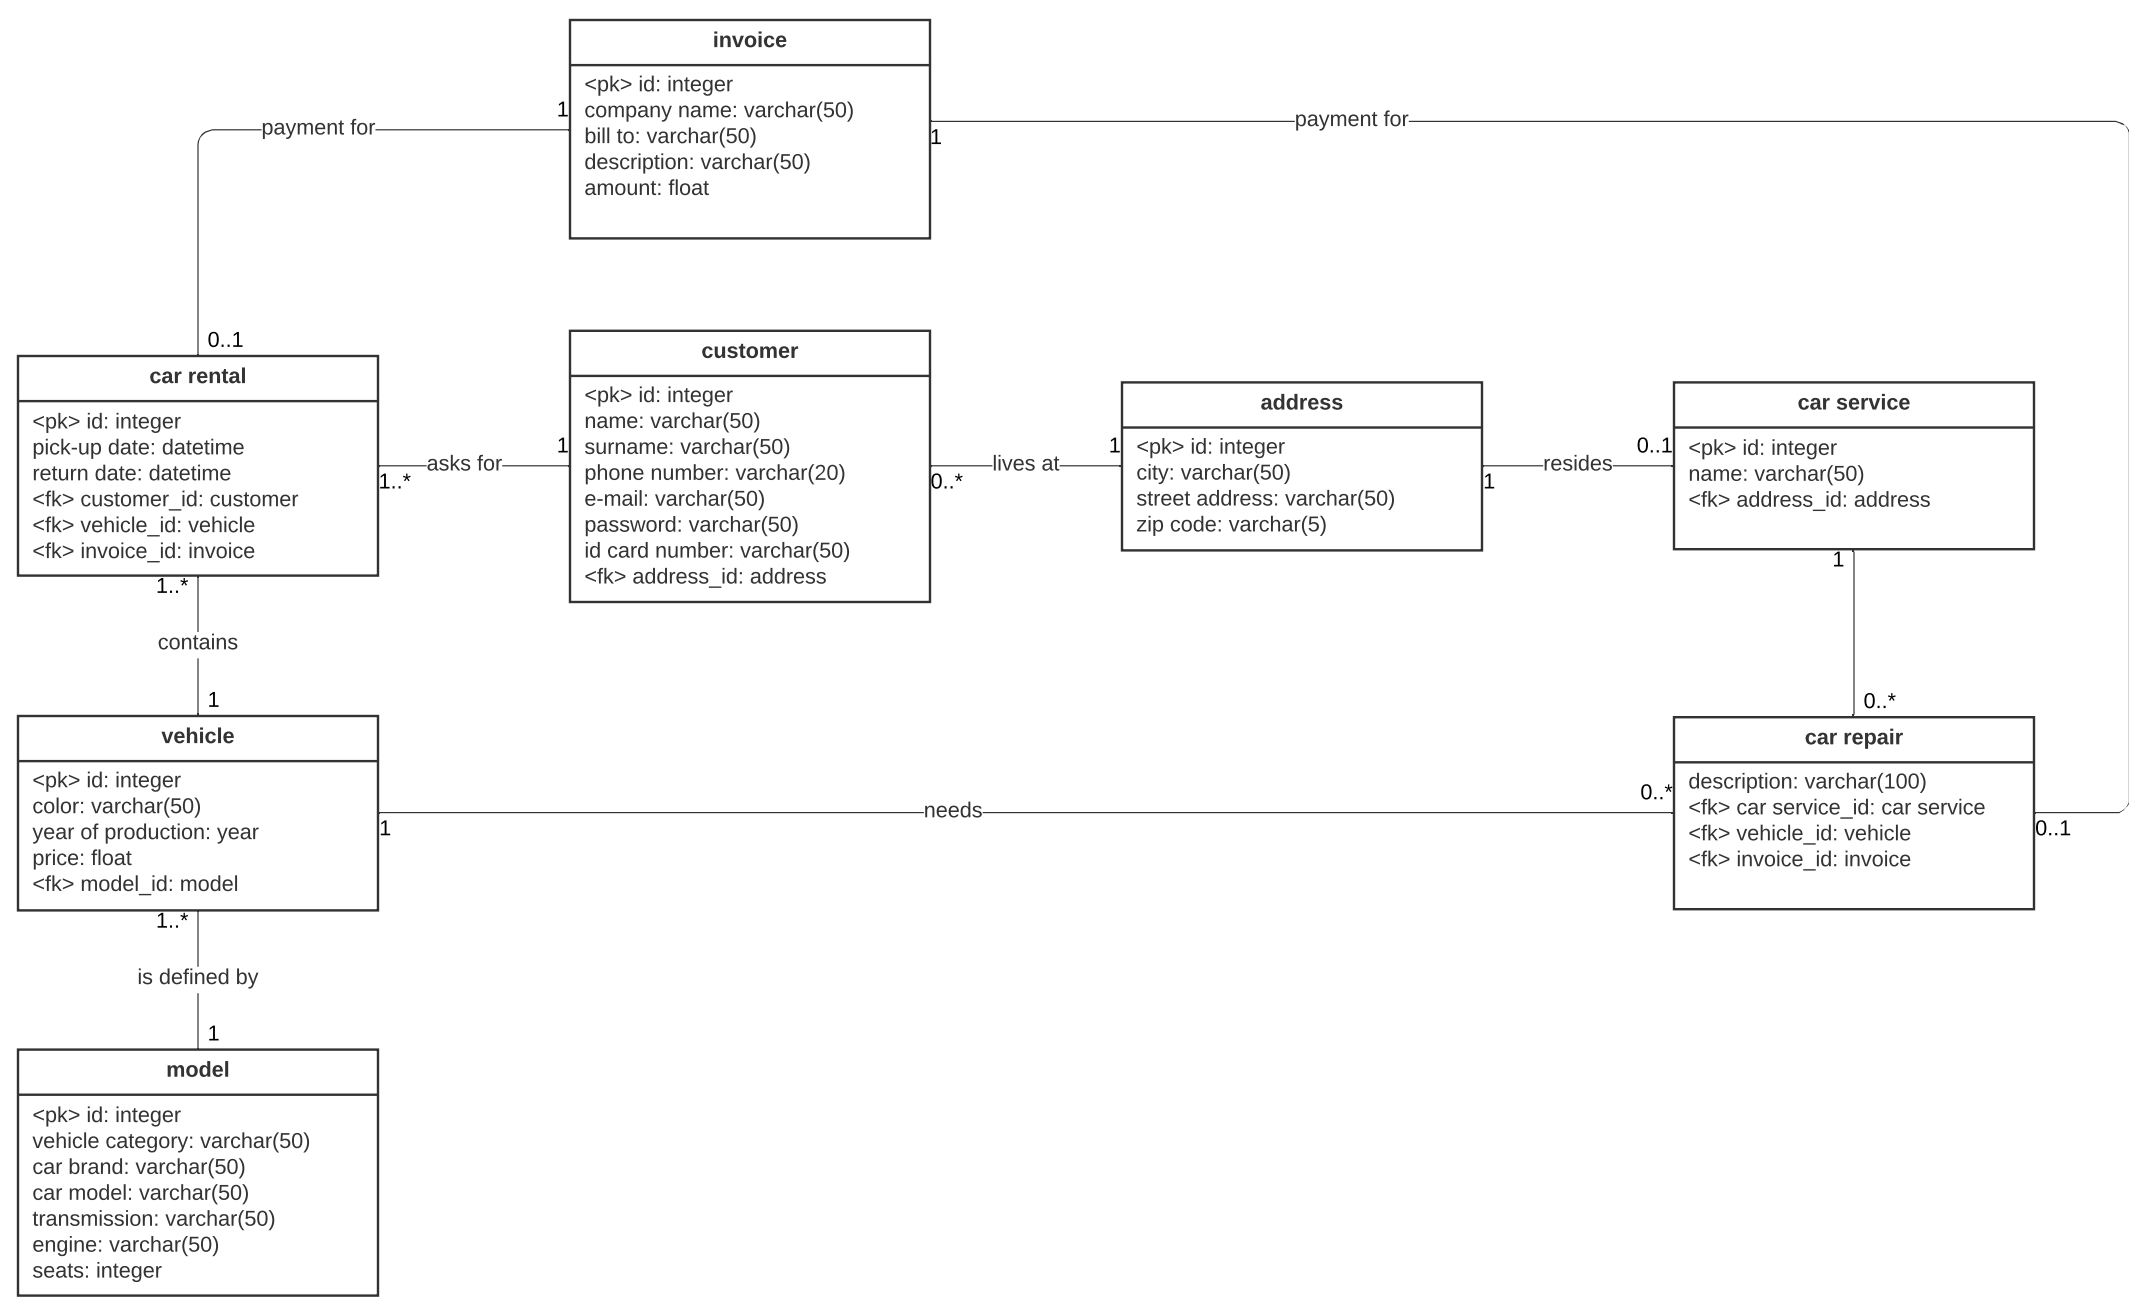 invoice
<pk> id: integer
company name: varchar(50)
bill to: varchar(50)
description: varchar(50)
amount: float
1
payment for
0..1
1
payment for
0..1
car rental
<pk> id: integer
pick-up date: datetime
return date: datetime
<fk> customer_id: customer
<fk> vehicle_id: vehicle
<fk> invoice_id: invoice
1..*
asks for
1
customer
<pk> id: integer
name: varchar(50)
surname: varchar(50)
phone number: varchar(20)
e-mail: varchar(50)
password: varchar(50)
id card number: varchar(50)
<fk> address_id: address
0..*
lives at
1
address
<pk> id: integer
city: varchar(50)
street address: varchar(50)
zip code: varchar(5)
1
resides
0..1
car service
<pk> id: integer
name: varchar(50)
<fk> address_id: address
1
0..*
1..*
contains
1
vehicle
<pk> id: integer
color: varchar(50)
year of production: year
price: float
<fk> model_id: model
1
needs
0..*
car repair
description: varchar(100)
<fk> car service_id: car service
<fk> vehicle_id: vehicle
<fk> invoice_id: invoice
1..*
is defined by
1
model
<pk> id: integer
vehicle category: varchar(50)
car brand: varchar(50)
car model: varchar(50)
transmission: varchar(50)
engine: varchar(50)
seats: integer